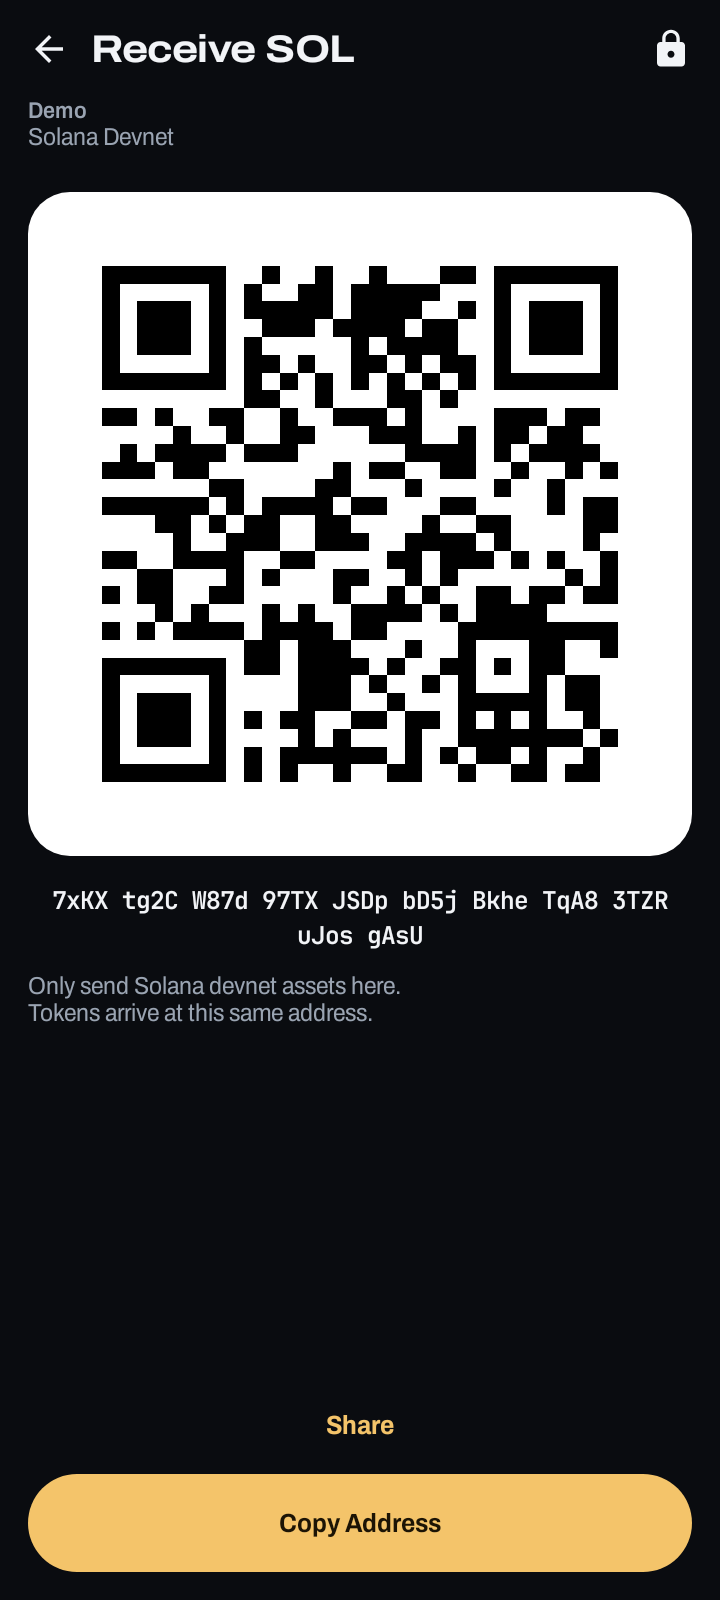 Receive SOL
Demo
Solana Devnet
7xKX tg2C W87d 97TX JSDp bD5j Bkhe TqA8 3TZR
uJos gAsU
Only send Solana devnet assets here.
Tokens arrive at this same address.
Share
Copy Address